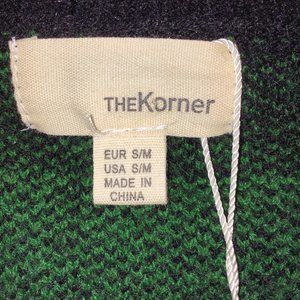 THEKorner
EUR S/M
USA S/M
MADE IN
CHINA